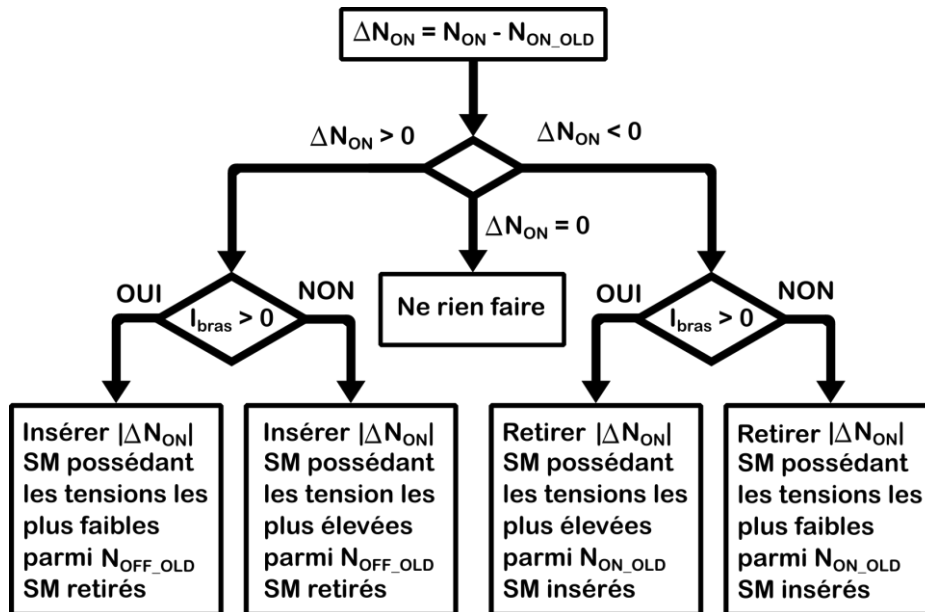 ΔN_ON = N_ON - N_ON_OLD
ΔN_ON > 0
ΔN_ON < 0
ΔN_ON = 0
OUI
I_bras > 0
NON
Ne rien faire
OUI
I_bras > 0
NON
Insérer |ΔN_ON|
SM possédant
les tensions les
plus faibles
parmi N_OFF_OLD
SM retirés
Insérer |ΔN_ON|
SM possédant
les tension les
plus élevées
parmi N_OFF_OLD
SM retirés
Retirer |ΔN_ON|
SM possédant
les tensions les
plus élevées
parmi N_ON_OLD
SM insérés
Retirer |ΔN_ON|
SM possédant
les tensions les
plus faibles
parmi N_ON_OLD
SM insérés